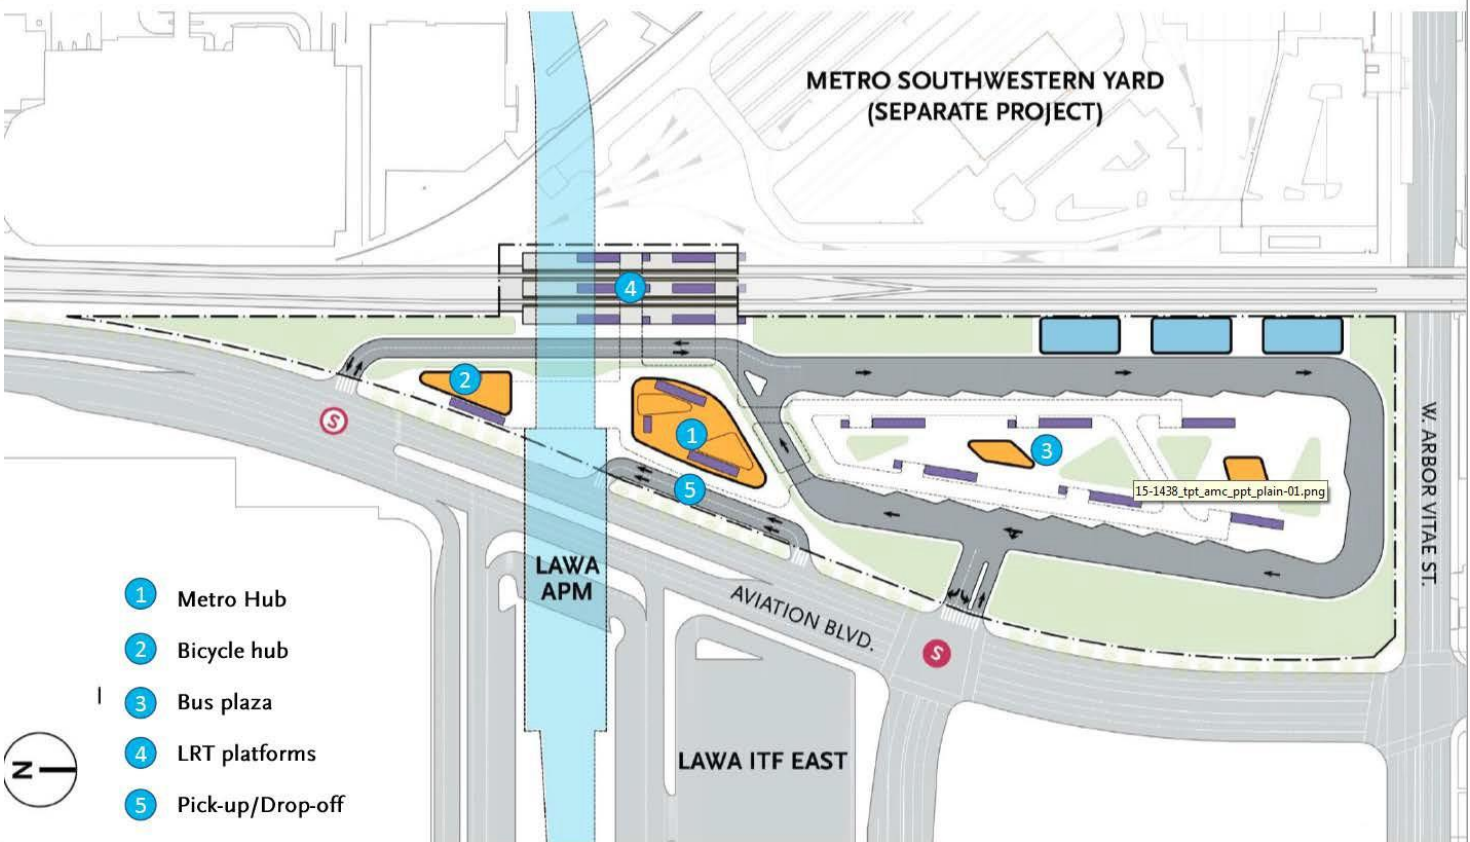 METRO SOUTHWESTERN YARD
(SEPARATE PROJECT)
4
2
1
3
5
S
15-1438_tpt_amc_ppt_plain-01.png
W. ARBOR VITAE ST.
LAWA
APM
AVIATION BLVD.
S
LAWA ITF EAST
1 Metro Hub
2 Bicycle hub
3 Bus plaza
4 LRT platforms
5 Pick-up/Drop-off
N